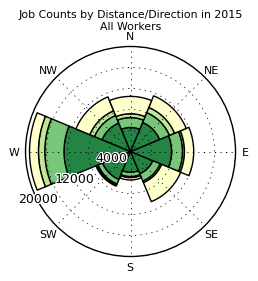 Job Counts by Distance/Direction in 2015
All Workers
N
NW
NE
W
4000
E
12000
20000
SW
SE
S